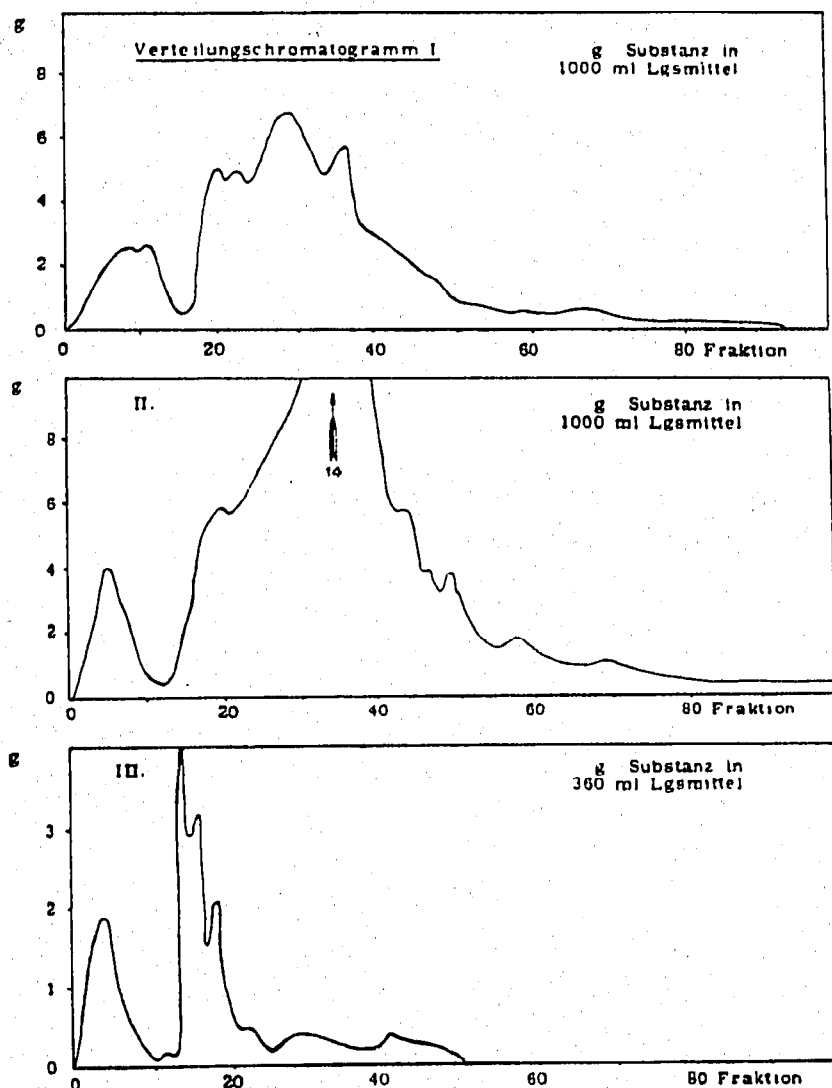 g
Verteilungschromatogramm I
g Substanz in
1000 ml Lgsmittel
8
6
4
2
0
0 20 40 60 80 Fraktion
g
II.
g Substanz in
1000 ml Lgsmittel
14
8
6
4
2
0
0 20 40 60 80 Fraktion
g
III.
g Substanz in
360 ml Lgsmittel
3
2
1
0
0 20 40 60 80 Fraktion